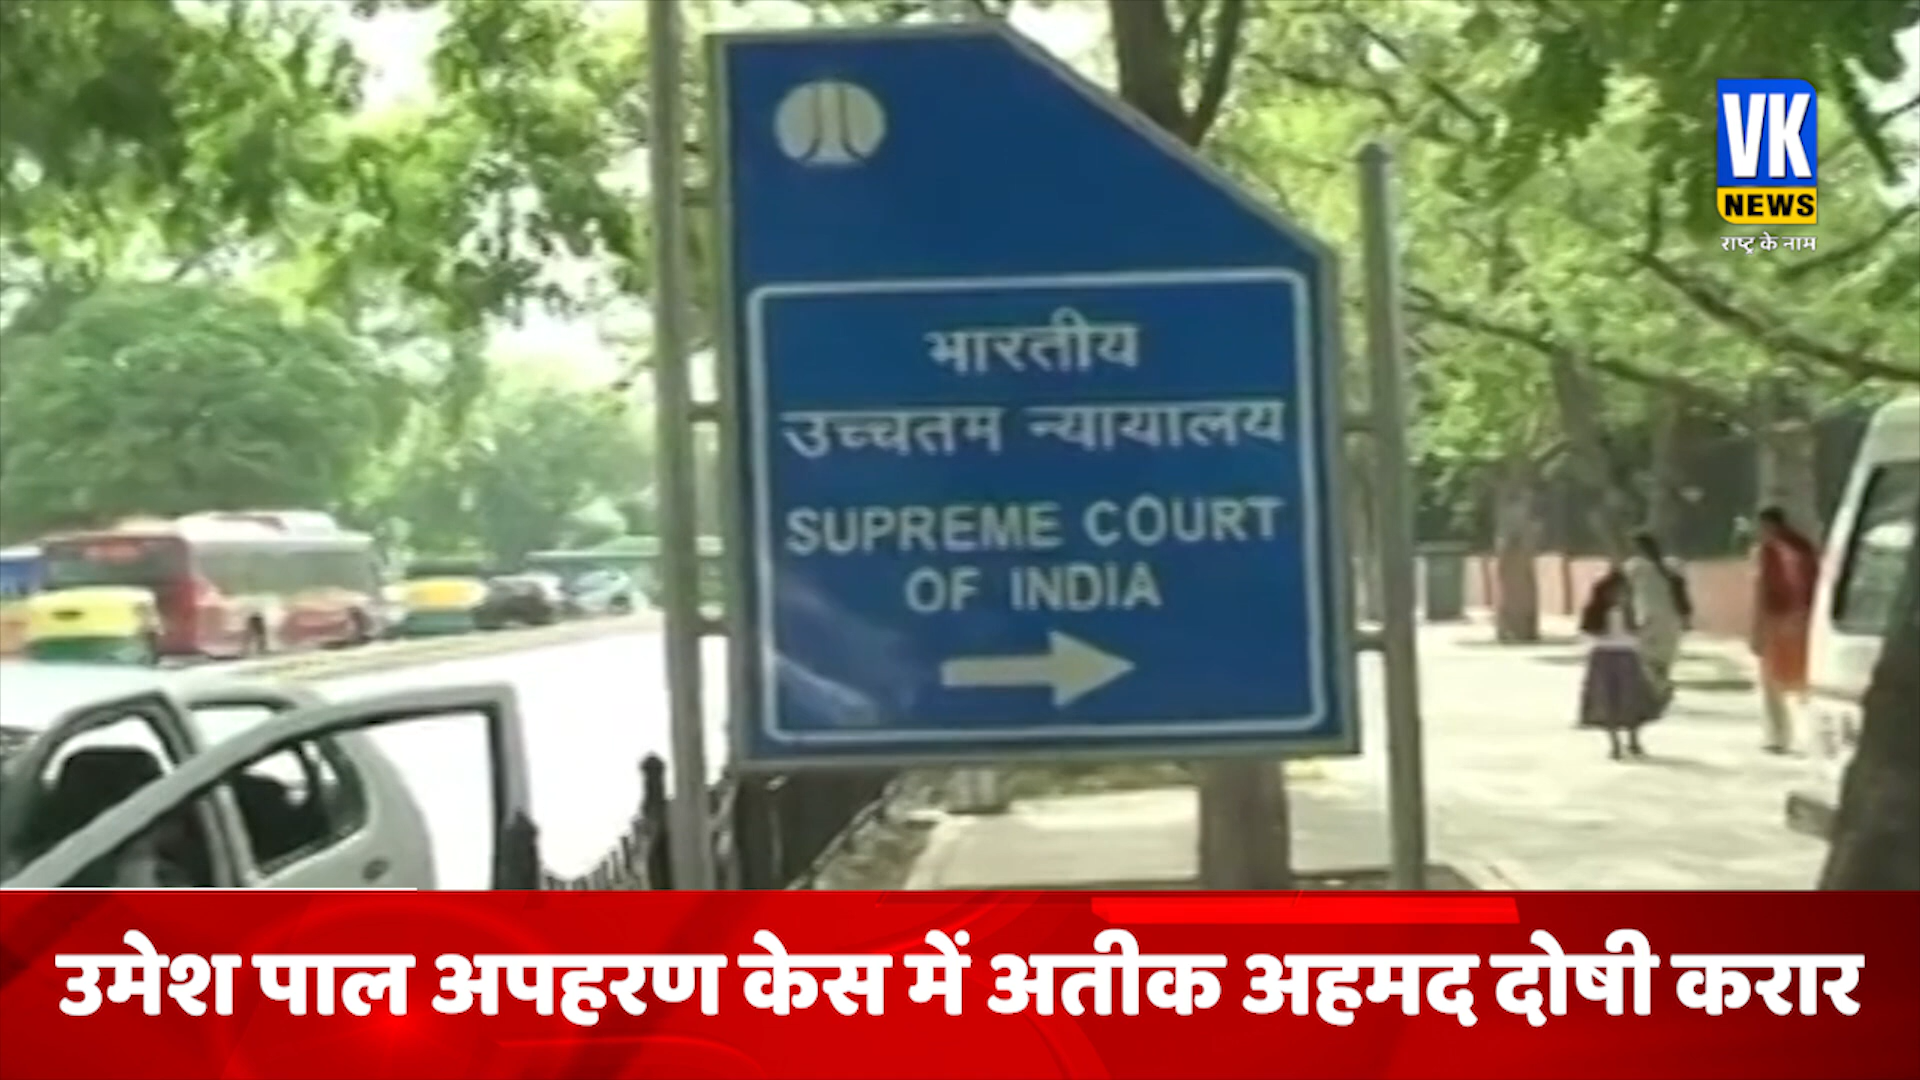 VK
NEWS
राष्ट्र के नाम
भारतीय
उच्चतम न्यायालय
SUPREME COURT
OF INDIA
उमेश पाल अपहरण केस में अतीक अहमद दोषी करार